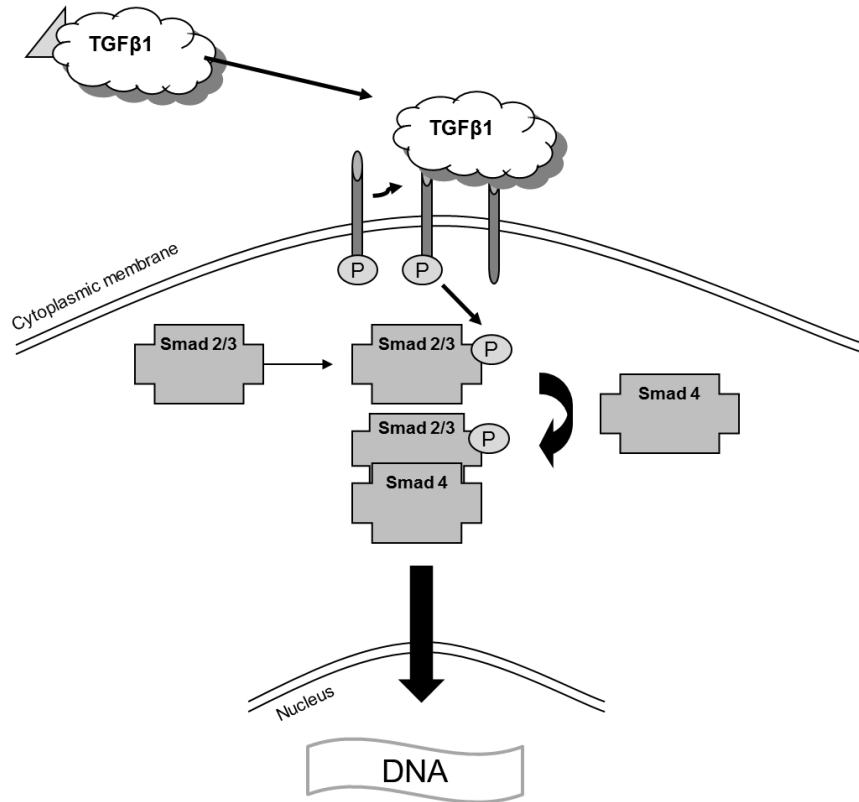 TGFβ1
TGFβ1
Cytoplasmic membrane
P
P
Smad 2/3
Smad 2/3
P
Smad 4
Smad 2/3
P
Smad 4
Nucleus
DNA